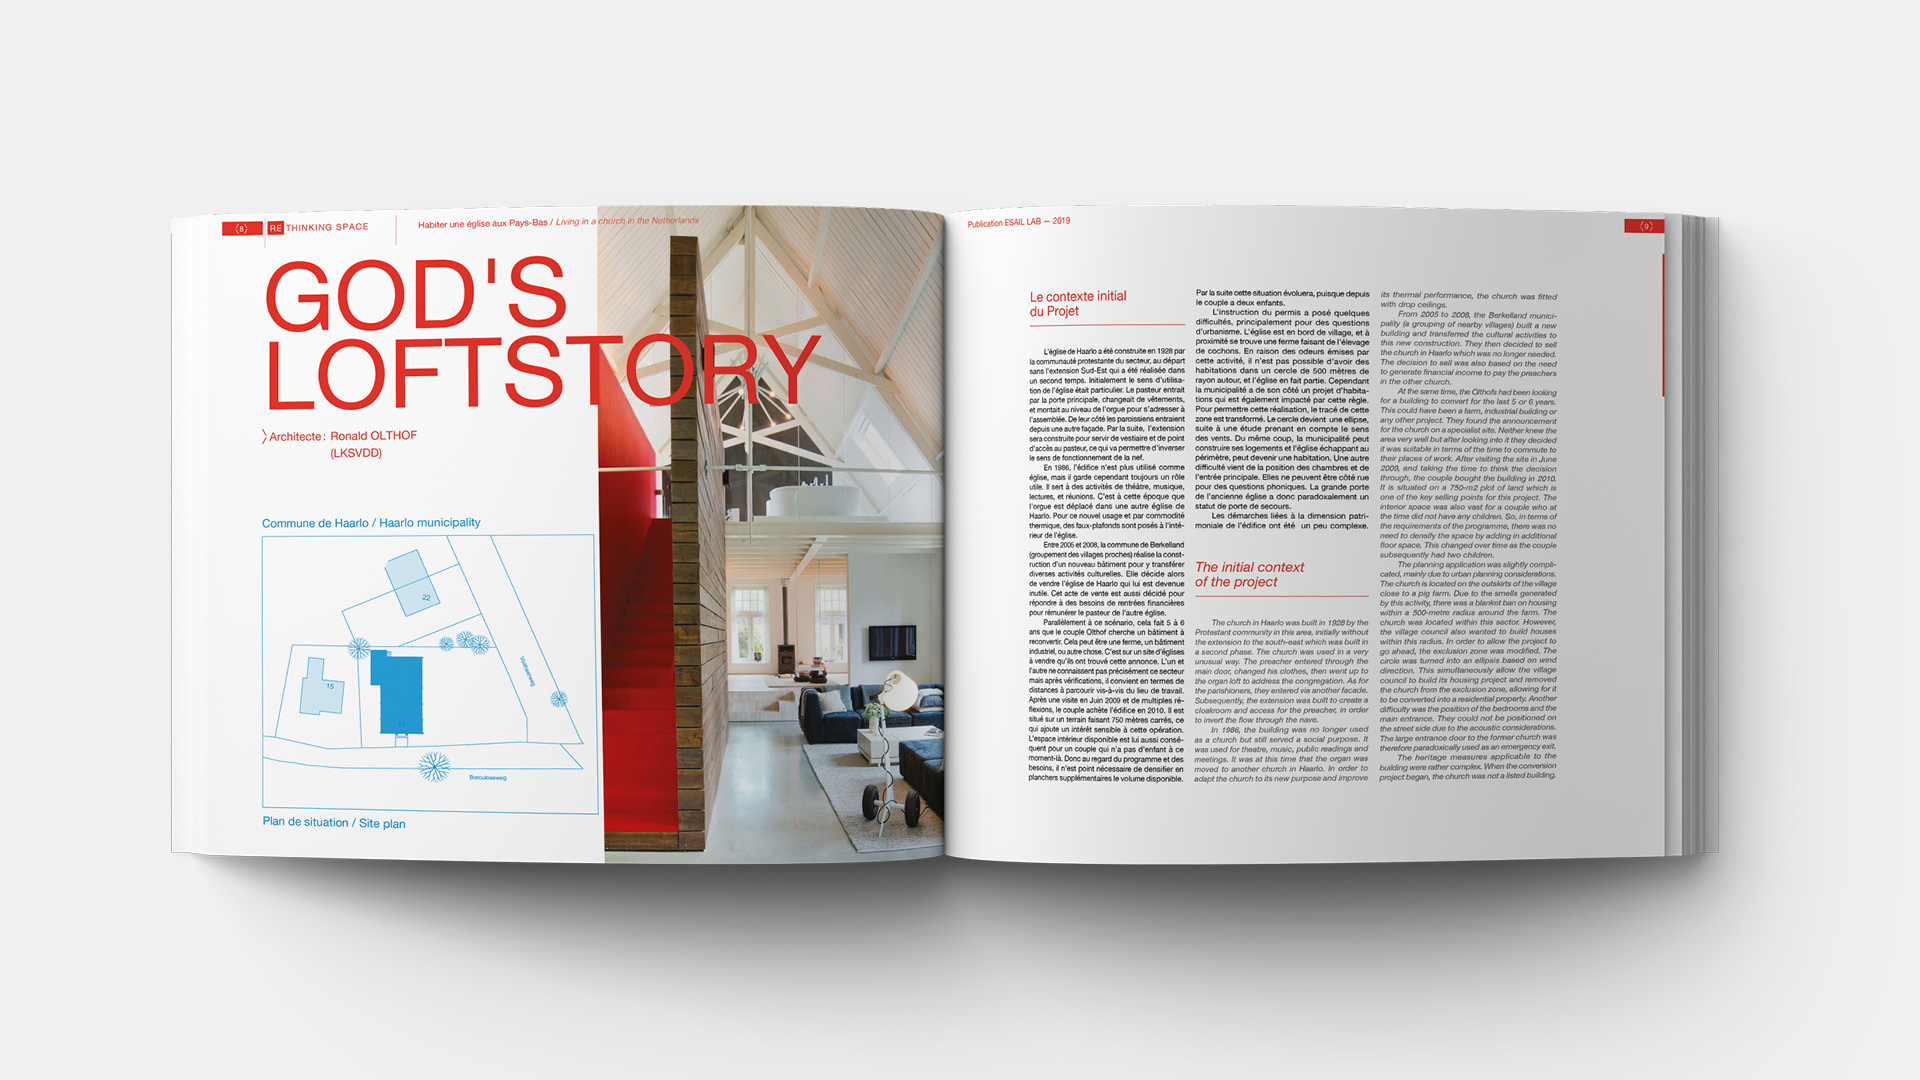 (8)
RE THINKING SPACE
Habiter une église aux Pays-Bas / Living in a church in the Netherlands
GOD'S
LOFTSTORY
Architecte : Ronald OLTHOF
(LKSVDD)
Commune de Haarlo / Haarlo municipality
22
15
17
Borculoseweg
Plan de situation / Site plan
Publication ESAIL LAB — 2019
(9)
Le contexte initial
du Projet
L'église de Haarlo a été construite en 1928 par
la communauté protestante du secteur, au départ
sans l'extension Sud-Est qui a été réalisée dans
un second temps. Initialement le sens d'utilisa-
tion de l'église était particulier. Le pasteur entrait
par la porte principale, changeait de vêtements,
et montait au niveau de l'orgue pour s'adresser à
l'assemblée. De leur côté les paroissiens entraient
depuis une autre façade. Par la suite, l'extension
sera construite pour servir de vestiaire et de point
d'accès au pasteur, ce qui va permettre d'inverser
le sens de fonctionnement de la nef.
En 1986, l'édifice n'est plus utilisé comme
église, mais il garde cependant toujours un rôle
utile. Il sert à des activités de théâtre, musique,
lectures, et réunions. C'est à cette époque que
l'orgue est déplacé dans une autre église de
Haarlo. Pour ce nouvel usage et par commodité
thermique, des faux-plafonds sont posés à l'inté-
rieur de l'église.
Entre 2005 et 2008, la commune de Berkelland
(groupement des villages proches) réalise la const-
ruction d'un nouveau bâtiment pour y transférer
diverses activités culturelles. Elle décide alors
de vendre l'église de Haarlo qui lui est devenue
inutile. Cet acte de vente est aussi décidé pour
répondre à des besoins de rentrées financières
pour rémunérer le pasteur de l'autre église.
Parallèlement à ce scénario, cela fait 5 à 6
ans que le couple Olthof cherche un bâtiment à
reconvertir. Cela peut être une ferme, un bâtiment
industriel, ou autre chose. C'est sur un site d'églises
à vendre qu'ils ont trouvé cette annonce. L'un et
l'autre ne connaissent pas précisément ce secteur
mais après vérifications, il convient en termes de
distances à parcourir vis-à-vis du lieu de travail.
Après une visite en Juin 2009 et de multiples ré-
flexions, le couple achète l'édifice en 2010. Il est
situé sur un terrain faisant 750 mètres carrés, ce
qui ajoute un intérêt sensible à cette opération.
L'espace intérieur disponible est lui aussi consé-
quent pour un couple qui n'a pas d'enfant à ce
moment-là. Donc au regard du programme et des
besoins, il n'est point nécessaire de densifier en
planchers supplémentaires le volume disponible.
Par la suite cette situation évoluera, puisque depuis
le couple a deux enfants.
L'instruction du permis a posé quelques
difficultés, principalement pour des questions
d'urbanisme. L'église est en bord de village, et à
proximité se trouve une ferme faisant de l'élevage
de cochons. En raison des odeurs émises par
cette activité, il n'est pas possible d'avoir des
habitations dans un cercle de 500 mètres de
rayon autour, et l'église en fait partie. Cependant
la municipalité a de son côté un projet d'habita-
tions qui est également impacté par cette règle.
Pour permettre cette réalisation, le tracé de cette
zone est transformé. Le cercle devient une ellipse,
suite à une étude prenant en compte le sens
des vents. Du même coup, la municipalité peut
construire ses logements et l'église échappant au
périmètre, peut devenir une habitation. Une autre
difficulté vient de la position des chambres et de
l'entrée principale. Elles ne peuvent être côté rue
pour des questions phoniques. La grande porte
de l'ancienne église a donc paradoxalement un
statut de porte de secours.
Les démarches liées à la dimension patri-
moniale de l'édifice ont été un peu complexe.
The initial context
of the project
The church in Haarlo was built in 1928 by the
Protestant community in this area, initially without
the extension to the south-east which was built in
a second phase. The church was used in a very
unusual way. The preacher entered through the
main door, changed his clothes, then went up to
the organ loft to address the congregation. As for
the parishioners, they entered via another facade.
Subsequently, the extension was built to create a
cloakroom and access for the preacher, in order
to invert the flow through the nave.
In 1986, the building was no longer used
as a church but still served a social purpose. It
was used for theatre, music, public readings and
meetings. It was at this time that the organ was
moved to another church in Haarlo. In order to
adapt the church to its new purpose and improve
its thermal performance, the church was fitted
with drop ceilings.
From 2005 to 2008, the Berkelland munici-
pality (a grouping of nearby villages) built a new
building and transferred the cultural activities to
this new construction. They then decided to sell
the church in Haarlo which was no longer needed.
The decision to sell was also based on the need
to generate financial income to pay the preachers
in the other church.
At the same time, the Olthofs had been looking
for a building to convert for the last 5 or 6 years.
This could have been a farm, industrial building or
any other project. They found the announcement
for the church on a specialist site. Neither knew the
area very well but after looking into it they decided
it was suitable in terms of the time to commute to
their places of work. After visiting the site in June
2009, and taking the time to think the decision
through, the couple bought the building in 2010.
It is situated on a 750-m2 plot of land which is
one of the key selling points for this project. The
interior space was also vast for a couple who at
the time did not have any children. So, in terms of
the requirements of the programme, there was no
need to densify the space by adding in additional
floor space. This changed over time as the couple
subsequently had two children.
The planning application was slightly compli-
cated, mainly due to urban planning considerations.
The church is located on the outskirts of the village
close to a pig farm. Due to the smells generated
by this activity, there was a blanket ban on housing
within a 500-metre radius around the farm. The
church was located within this sector. However,
the village council also wanted to build houses
within this radius. In order to allow the project to
go ahead, the exclusion zone was modified. The
circle was turned into an ellipsis based on wind
direction. This simultaneously allow the village
council to build its housing project and removed
the church from the exclusion zone, allowing for it
to be converted into a residential property. Another
difficulty was the position of the bedrooms and the
main entrance. They could not be positioned on
the street side due to the acoustic considerations.
The large entrance door to the former church was
therefore paradoxically used as an emergency exit.
The heritage measures applicable to the
building were rather complex. When the conversion
project began, the church was not a listed building.